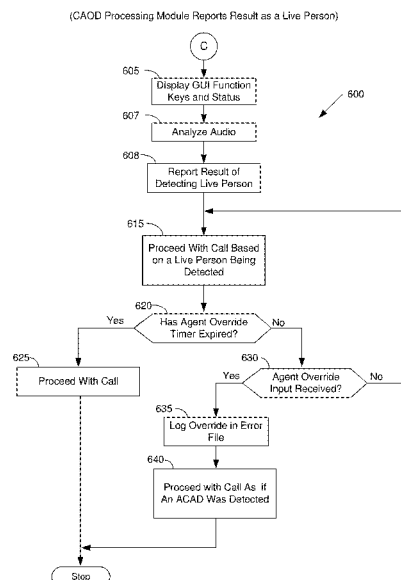 (CAOD Processing Module Reports Result as a Live Person)
C
605
Display GUI Function
Keys and Status
600
607
Analyze Audio
608
Report Result of
Detecting Live Person
615
Proceed With Call Based
on a Live Person Being
Detected
620
Yes
Has Agent Override
Timer Expired?
No
625
Proceed With Call
630
Yes
Agent Override
Input Received?
No
635
Log Override in Error
File
640
Proceed with Call As if
An ACAD Was Detected
Stop